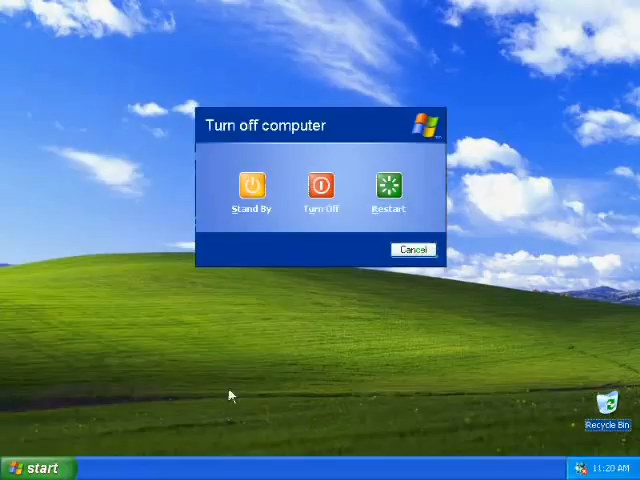 Turn off computer
Stand By
Turn Off
Restart
Cancel
Recycle Bin
start
11:20 AM